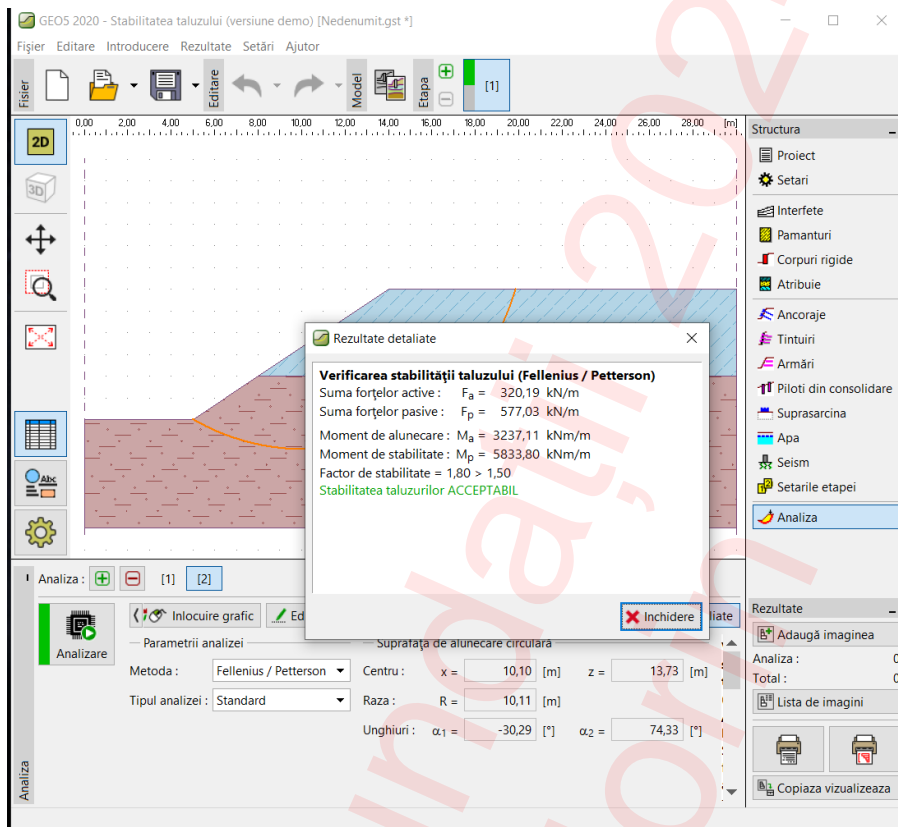 GEO5 2020 - Stabilitatea taluzului (versiune demo) [Nedenumit.gst *]
Fişier Editare Introducere Rezultate Setări Ajutor
Fisier
Editare
Model
Etapa
[1]
2D
0,00 2,00 4,00 6,00 8,00 10,00 12,00 14,00 16,00 18,00 20,00 22,00 24,00 26,00 28,00 [m]
3D
Abc
Structura
Proiect
Setari
Interfete
Pamanturi
Corpuri rigide
Atribuie
Ancoraje
Tintuiri
Armări
Piloti din consolidare
Suprasarcina
Apa
Seism
Setarile etapei
Analiza
Rezultate detaliate
Verificarea stabilităţii taluzului (Fellenius / Petterson)
Suma forţelor active : Fa = 320,19 kN/m
Suma forţelor pasive : Fp = 577,03 kN/m
Moment de alunecare : Ma = 3237,11 kNm/m
Moment de stabilitate : Mp = 5833,80 kNm/m
Factor de stabilitate = 1,80 > 1,50
Stabilitatea taluzurilor ACCEPTABIL
Inchidere
Analiza : [1] [2]
Analizare
Inlocuire grafic
Ed
liate
Parametrii analizei
Metoda : Fellenius / Petterson
Tipul analizei : Standard
Suprafaţa de alunecare circulară
Centru : x = 10,10 [m] z = 13,73 [m]
Raza : R = 10,11 [m]
Unghiuri : α1 = -30,29 [°] α2 = 74,33 [°]
Analiza
Rezultate
Adaugă imaginea
Analiza : 0
Total : 0
Lista de imagini
Copiaza vizualizeaza